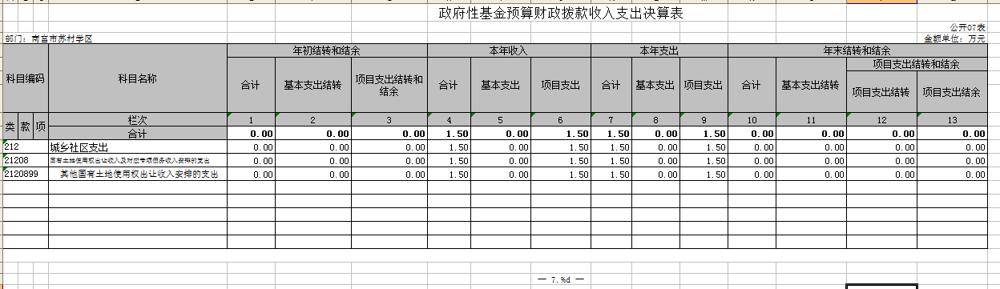 政府性基金预算财政拨款收入支出决算表
公开07表
部门：南宫市苏村学区 金额单位：万元
科目编码 科目名称 年初结转和结余 本年收入 本年支出 年末结转和结余
合计 基本支出结转 项目支出结转和结余 合计 基本支出 项目支出 合计 基本支出 项目支出 合计 基本支出结转 项目支出结转和结余
项目支出结转 项目支出结余
类 款 项 栏次 1 2 3 4 5 6 7 8 9 10 11 12 13
合计 0.00 0.00 0.00 1.50 0.00 1.50 1.50 0.00 1.50 0.00 0.00 0.00 0.00
212 城乡社区支出 0.00 0.00 0.00 1.50 0.00 1.50 1.50 0.00 1.50 0.00 0.00 0.00 0.00
21208 国有土地使用权出让收入及对应专项债务收入安排的支出 0.00 0.00 0.00 1.50 0.00 1.50 1.50 0.00 1.50 0.00 0.00 0.00 0.00
2120899 其他国有土地使用权出让收入安排的支出 0.00 0.00 0.00 1.50 0.00 1.50 1.50 0.00 1.50 0.00 0.00 0.00 0.00
— 7.%d —